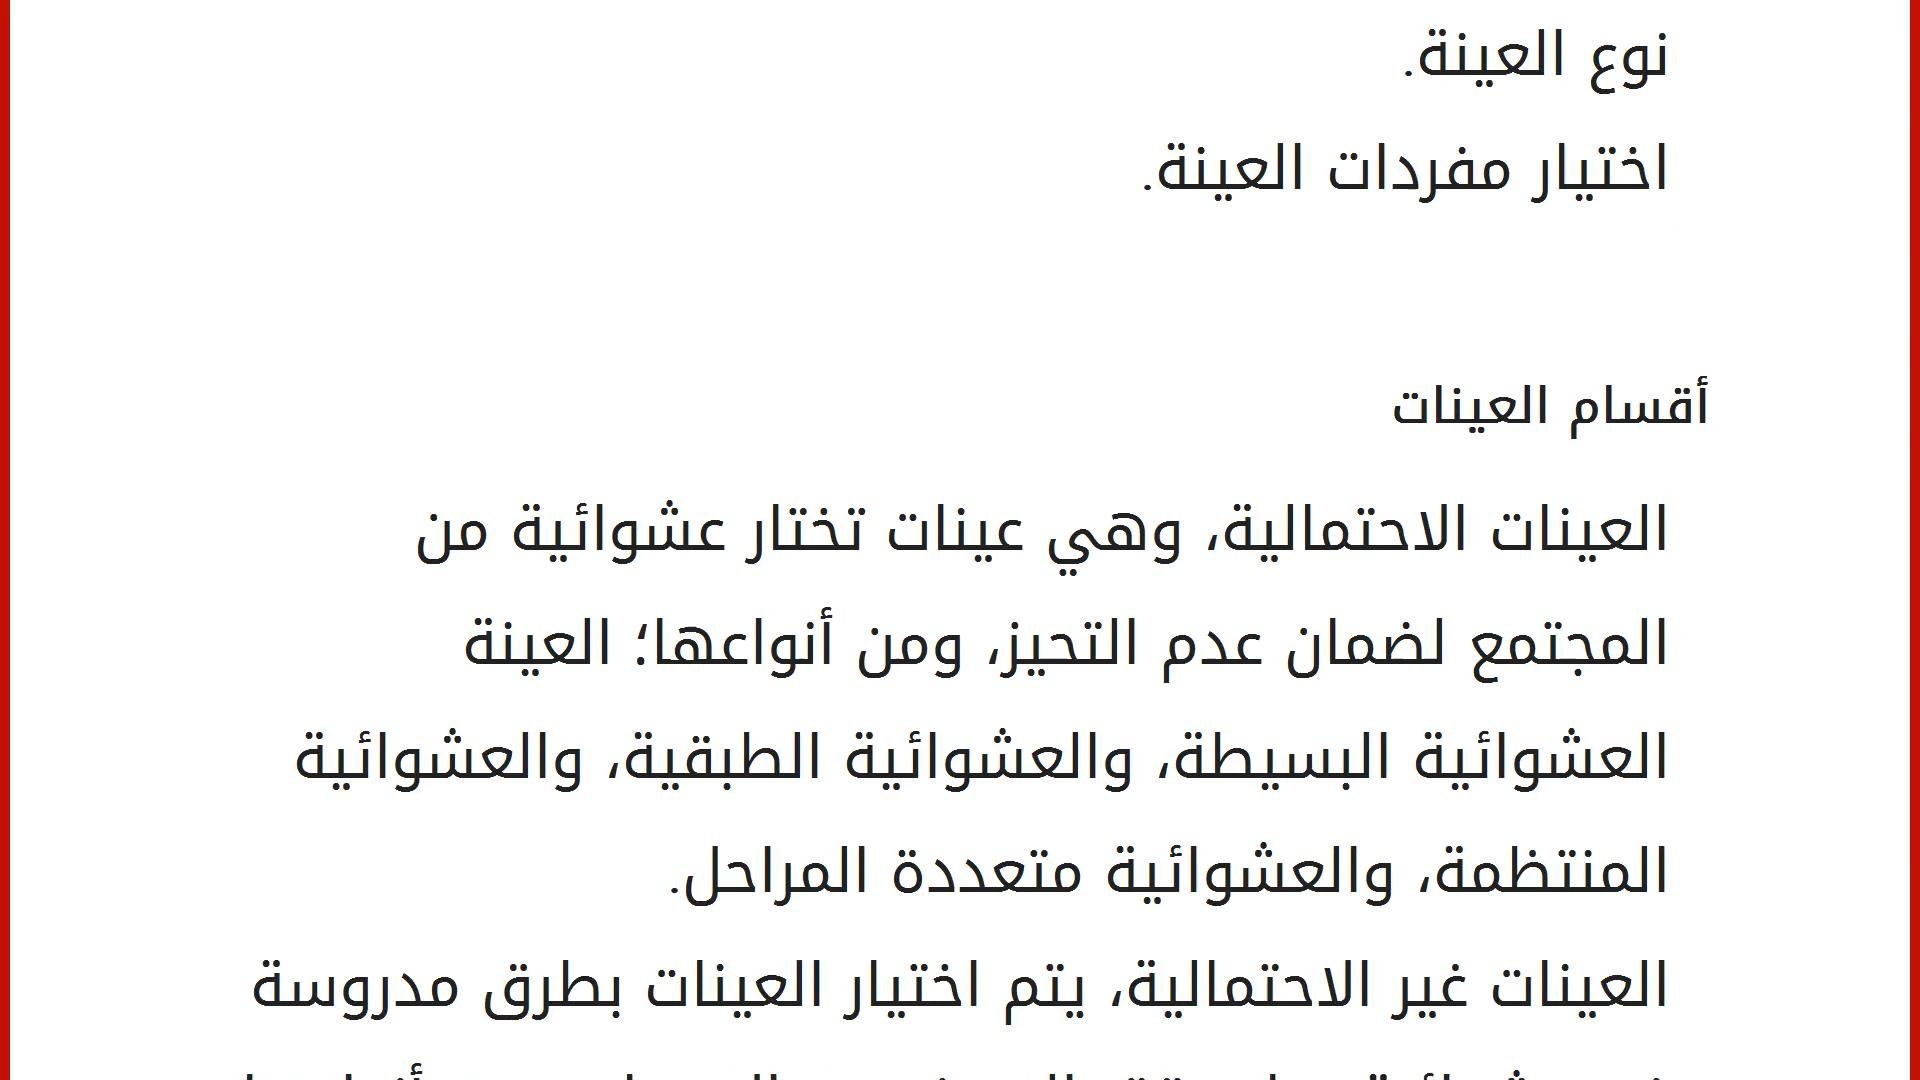 نوع العينة.
اختيار مفردات العينة.
أقسام العينات
العينات الاحتمالية، وهي عينات تختار عشوائية من
المجتمع لضمان عدم التحيز، ومن أنواعها؛ العينة
العشوائية البسيطة، والعشوائية الطبقية، والعشوائية
المنتظمة، والعشوائية متعددة المراحل.
العينات غير الاحتمالية، يتم اختيار العينات بطرق مدروسة